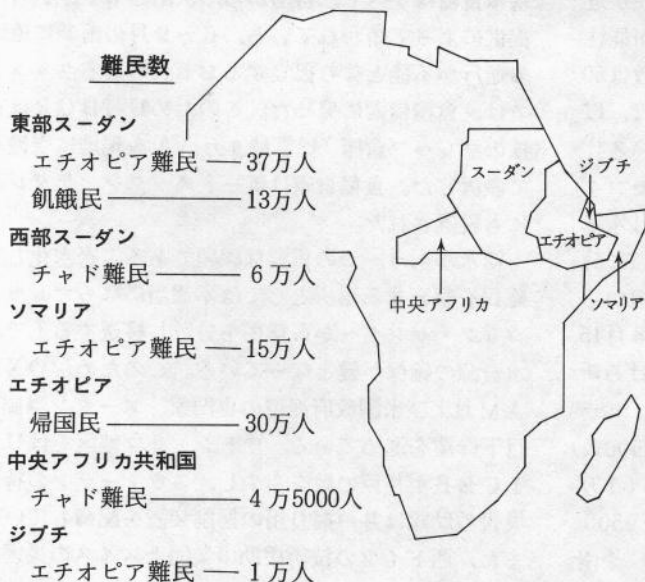 難民数
東部スーダン
エチオピア難民――37万人
飢餓民――――13万人
西部スーダン
チャド難民――― 6万人
ソマリア
エチオピア難民――15万人
エチオピア
帰国民――――30万人
中央アフリカ共和国
チャド難民――― 4万5000人
ジブチ
エチオピア難民―― 1万人
スーダン
ジブチ
エチオピア
中央アフリカ
ソマリア